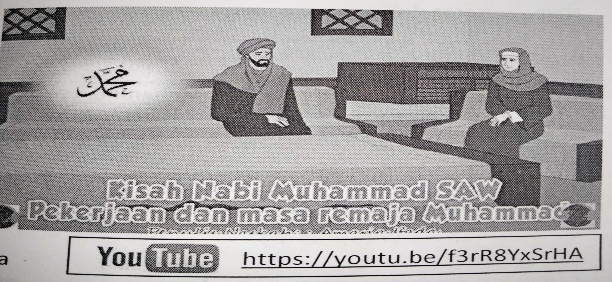 محمد
Kisah Nabi Muhammad SAW
Pekerjaan dan masa remaja Muhammad
a
YouTube https://youtu.be/f3rR8YxSrHA